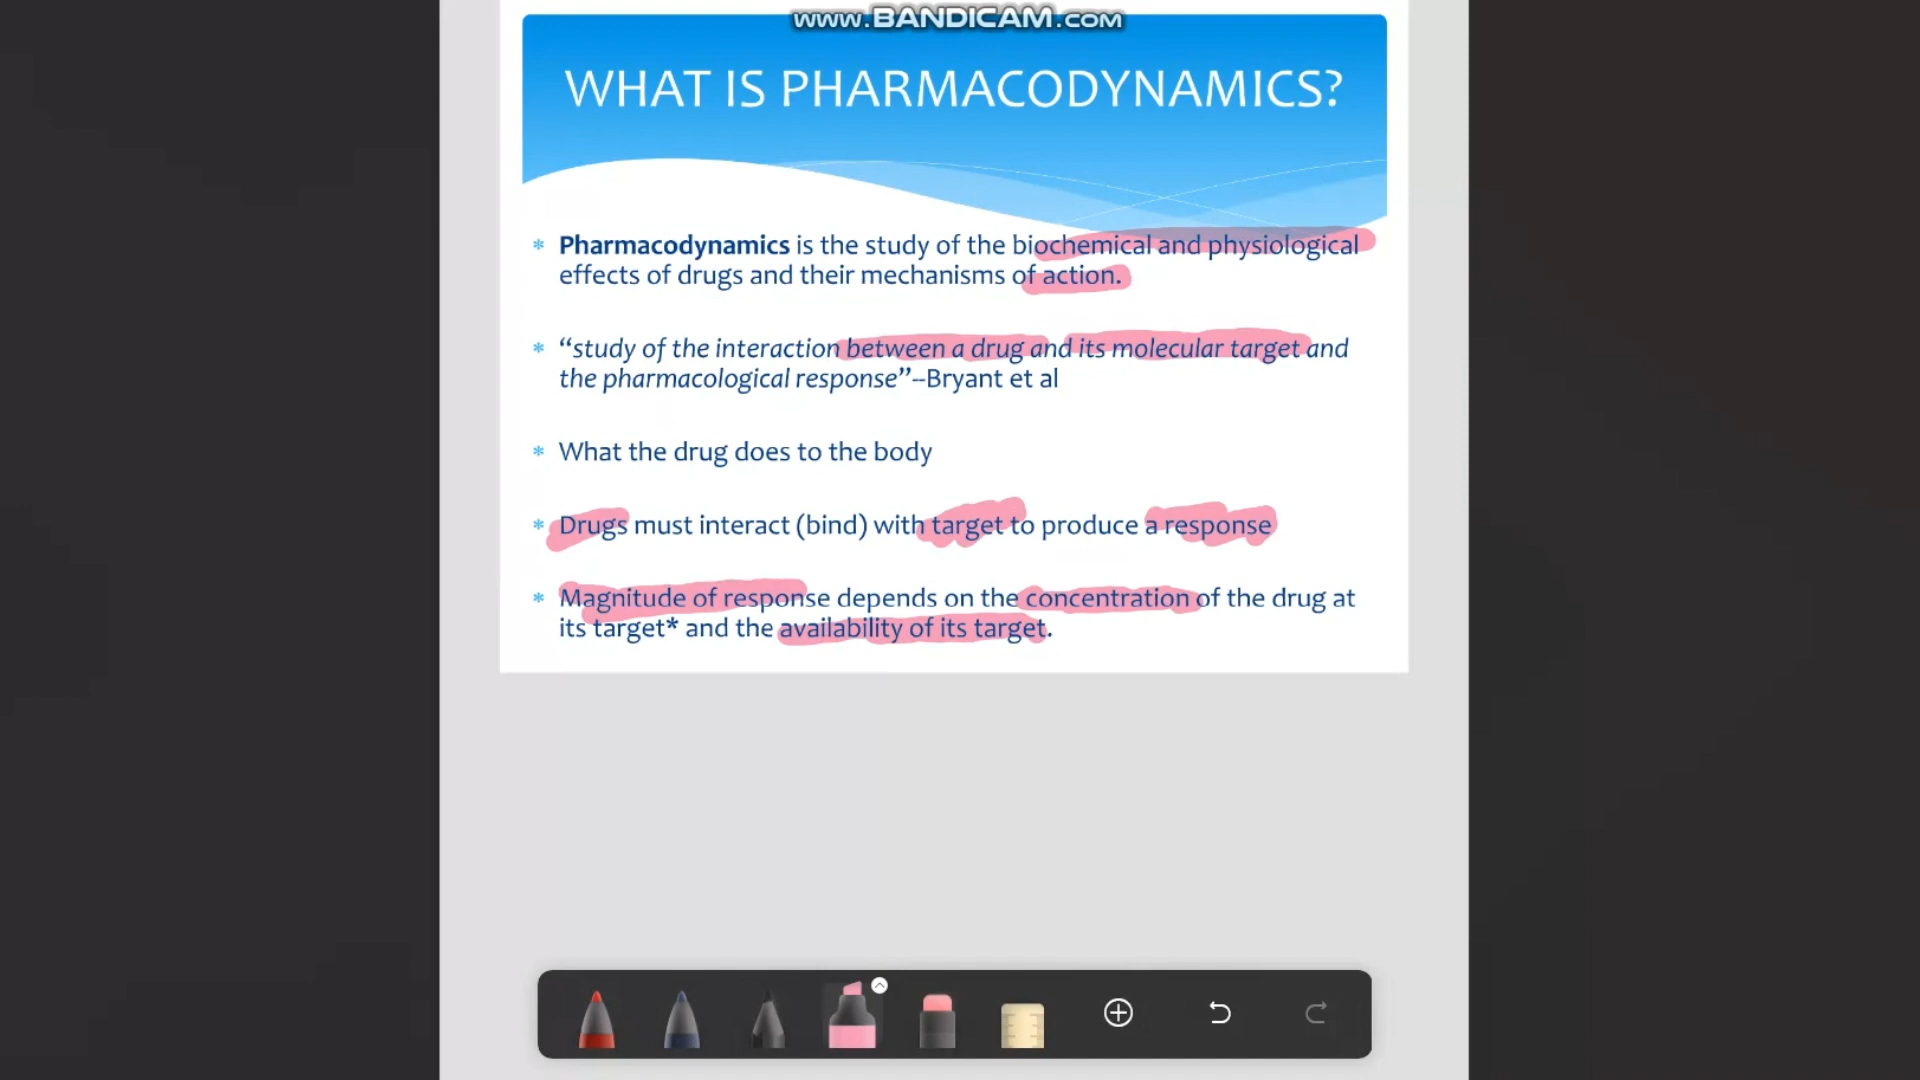 www.BANDICAM.com
WHAT IS PHARMACODYNAMICS?
* Pharmacodynamics is the study of the biochemical and physiological
effects of drugs and their mechanisms of action.
* “study of the interaction between a drug and its molecular target and
the pharmacological response”--Bryant et al
* What the drug does to the body
* Drugs must interact (bind) with target to produce a response
* Magnitude of response depends on the concentration of the drug at
its target* and the availability of its target.